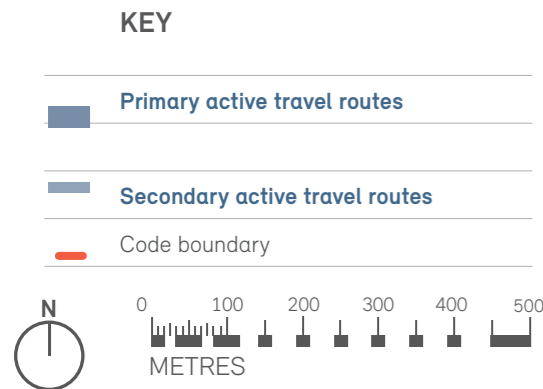 KEY
Primary active travel routes
Secondary active travel routes
Code boundary
N
0 100 200 300 400 500
METRES